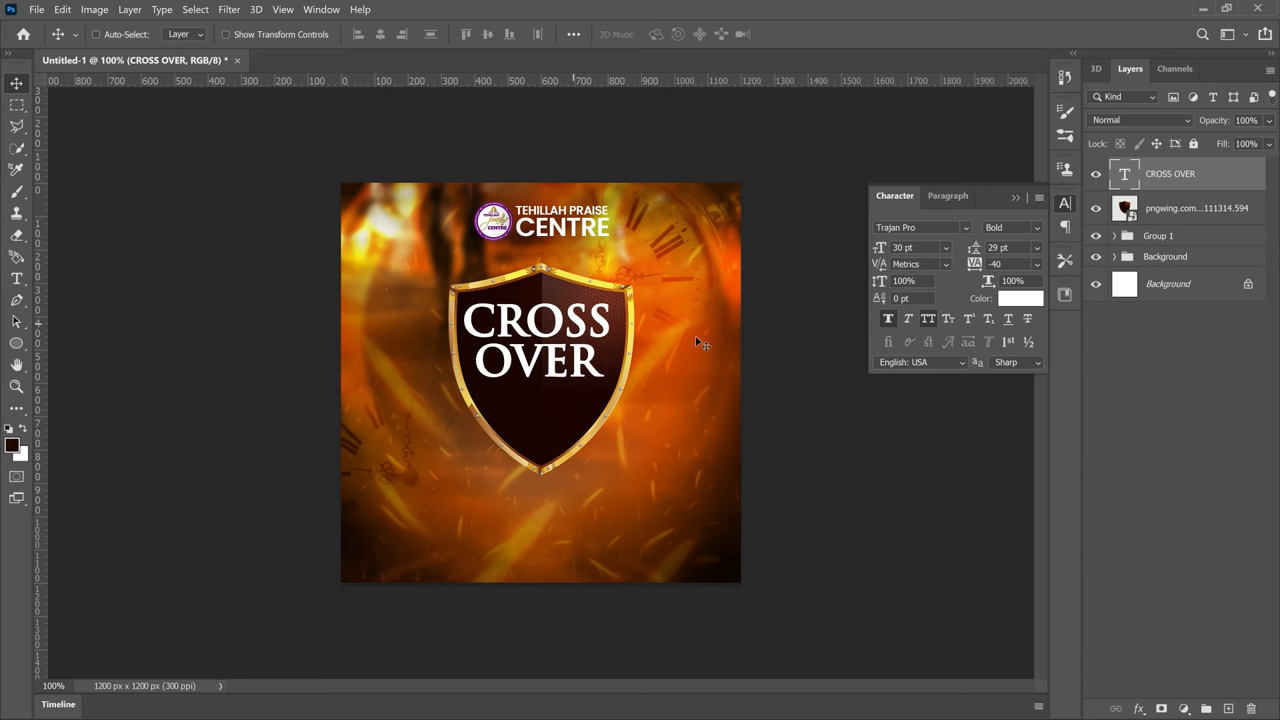 Ps File Edit Image Layer Type Select Filter 3D View Window Help
Auto-Select: Layer Show Transform Controls 3D Mode:
Untitled-1 @ 100% (CROSS OVER, RGB/8) * ×
3D Layers Channels
Kind
Normal Opacity: 100%
Lock: Fill: 100%
CROSS OVER
pngwing.com...111314.594
Group 1
Background
Background
Character Paragraph
Trajan Pro Bold
30 pt 29 pt
Metrics -40
100% 100%
0 pt Color:
English: USA Sharp
TEHILLAH PRAISE
CENTRE
CROSS
OVER
100% 1200 px x 1200 px (300 ppi)
Timeline